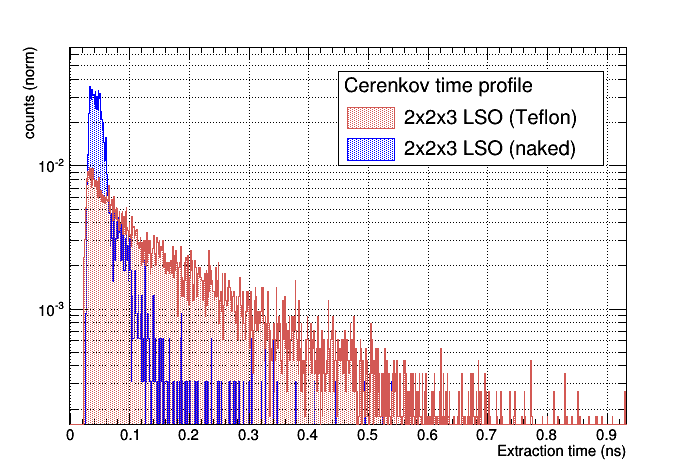 counts (norm)
Cerenkov time profile
2x2x3 LSO (Teflon)
2x2x3 LSO (naked)
10-2
10-3
0 0.1 0.2 0.3 0.4 0.5 0.6 0.7 0.8 0.9
Extraction time (ns)